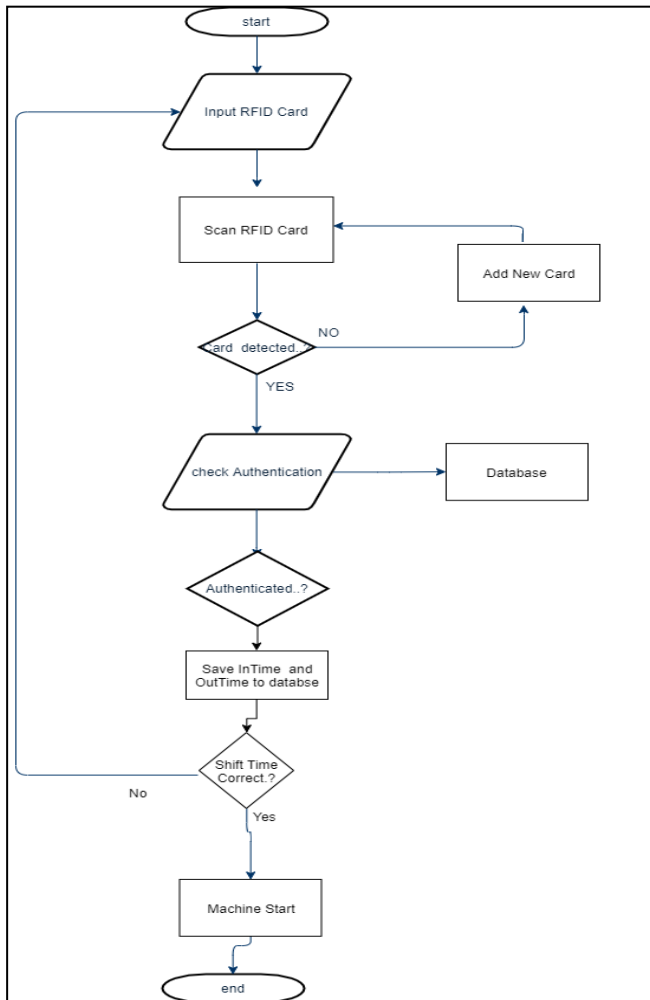 start
Input RFID Card
Scan RFID Card
Add New Card
Card detected..?
NO
YES
check Authentication
Database
Authenticated..?
Save InTime and
OutTime to databse
Shift Time
Correct.?
No
Yes
Machine Start
end